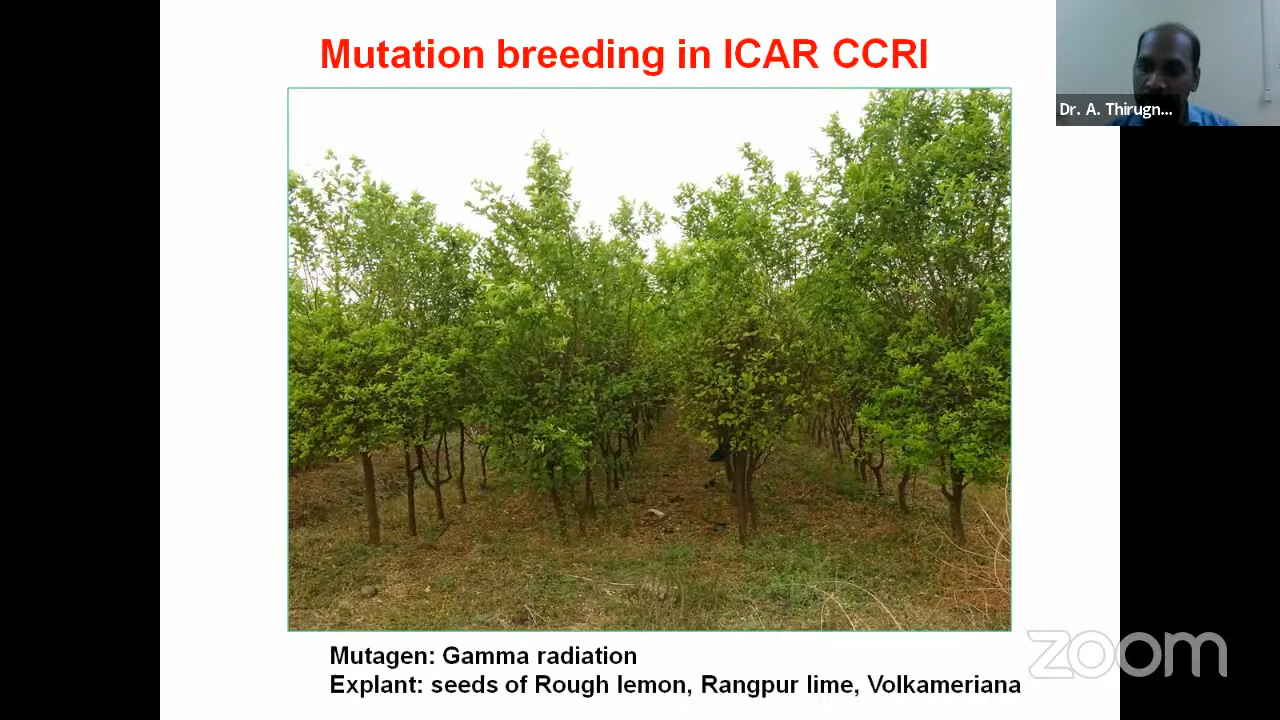 Mutation breeding in ICAR CCRI
Dr. A. Thirugn...
Mutagen: Gamma radiation
Explant: seeds of Rough lemon, Rangpur lime, Volkameriana
zoom